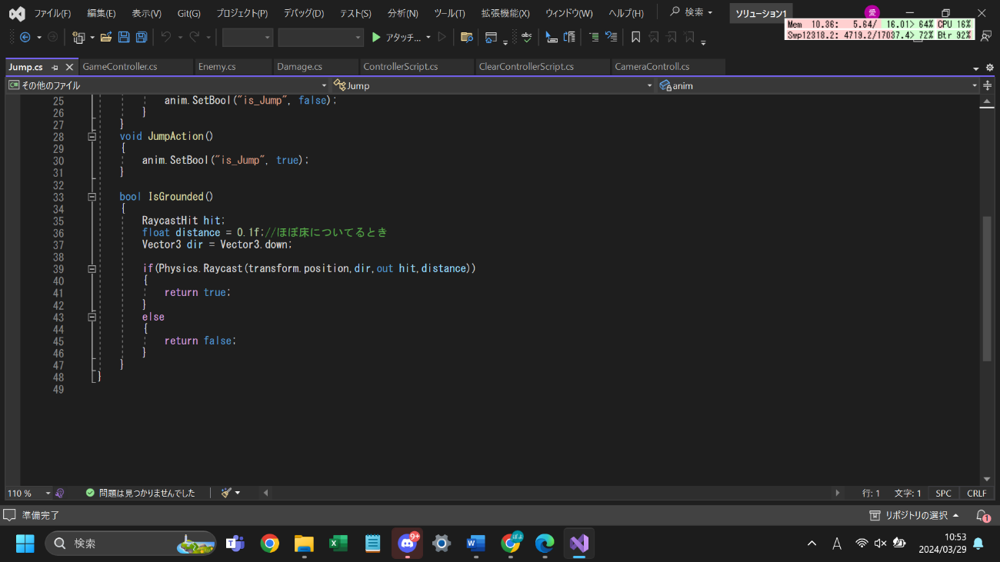 ファイル(F) 編集(E) 表示(V) Git(G) プロジェクト(P) デバッグ(D) テスト(S) 分析(N) ツール(T) 拡張機能(X) ウィンドウ(W) ヘルプ(H) 検索 ソリューション1 愛
Mem 10.36: 5.64/ 16.01> 64% CPU 16%
Swp12318.2: 4719.2/17037.4> 72% Btr 92%
アタッチ... abc
Jump.cs GameController.cs Enemy.cs Damage.cs ControllerScript.cs ClearControllerScript.cs CameraControll.cs
C# その他のファイル Jump anim
25 anim.SetBool("is_Jump", false);
26 }
27 }
28 void JumpAction()
29 {
30 anim.SetBool("is_Jump", true);
31 }
32
33 bool IsGrounded()
34 {
35 RaycastHit hit;
36 float distance = 0.1f;//ほぼ床についてるとき
37 Vector3 dir = Vector3.down;
38
39 if(Physics.Raycast(transform.position,dir,out hit,distance))
40 {
41 return true;
42 }
43 else
44 {
45 return false;
46 }
47 }
48 }
49
110 % 問題は見つかりませんでした 行: 1 文字: 1 SPC CRLF
準備完了 リポジトリの選択 1
検索 9+ A 10:53
2024/03/29